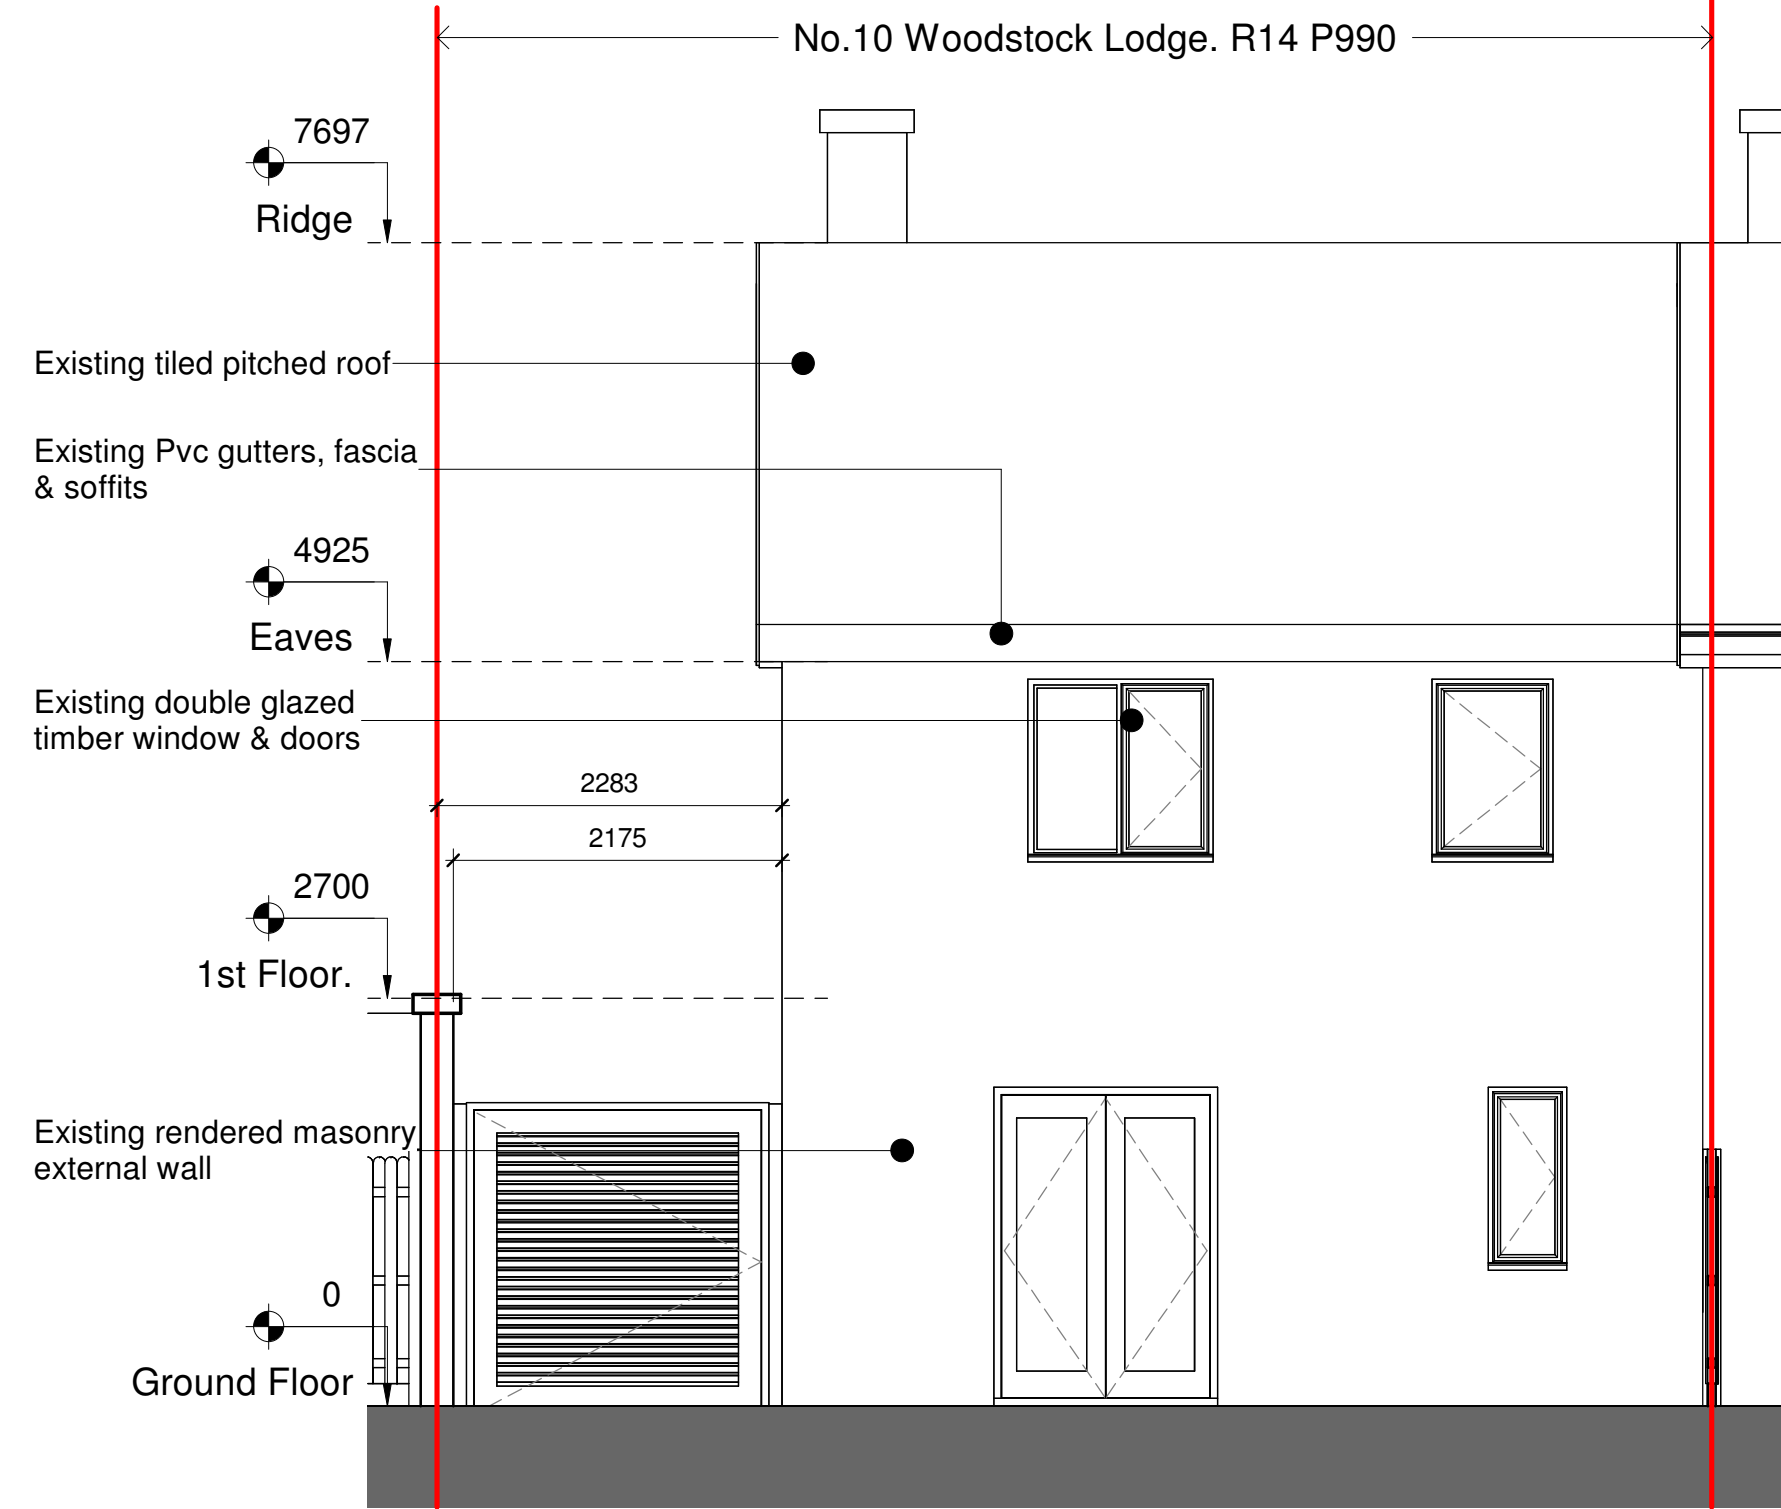 No.10 Woodstock Lodge. R14 P990
7697
Ridge
Existing tiled pitched roof
Existing Pvc gutters, fascia
& soffits
4925
Eaves
Existing double glazed
timber window & doors
2283
2175
2700
1st Floor.
Existing rendered masonry
external wall
0
Ground Floor